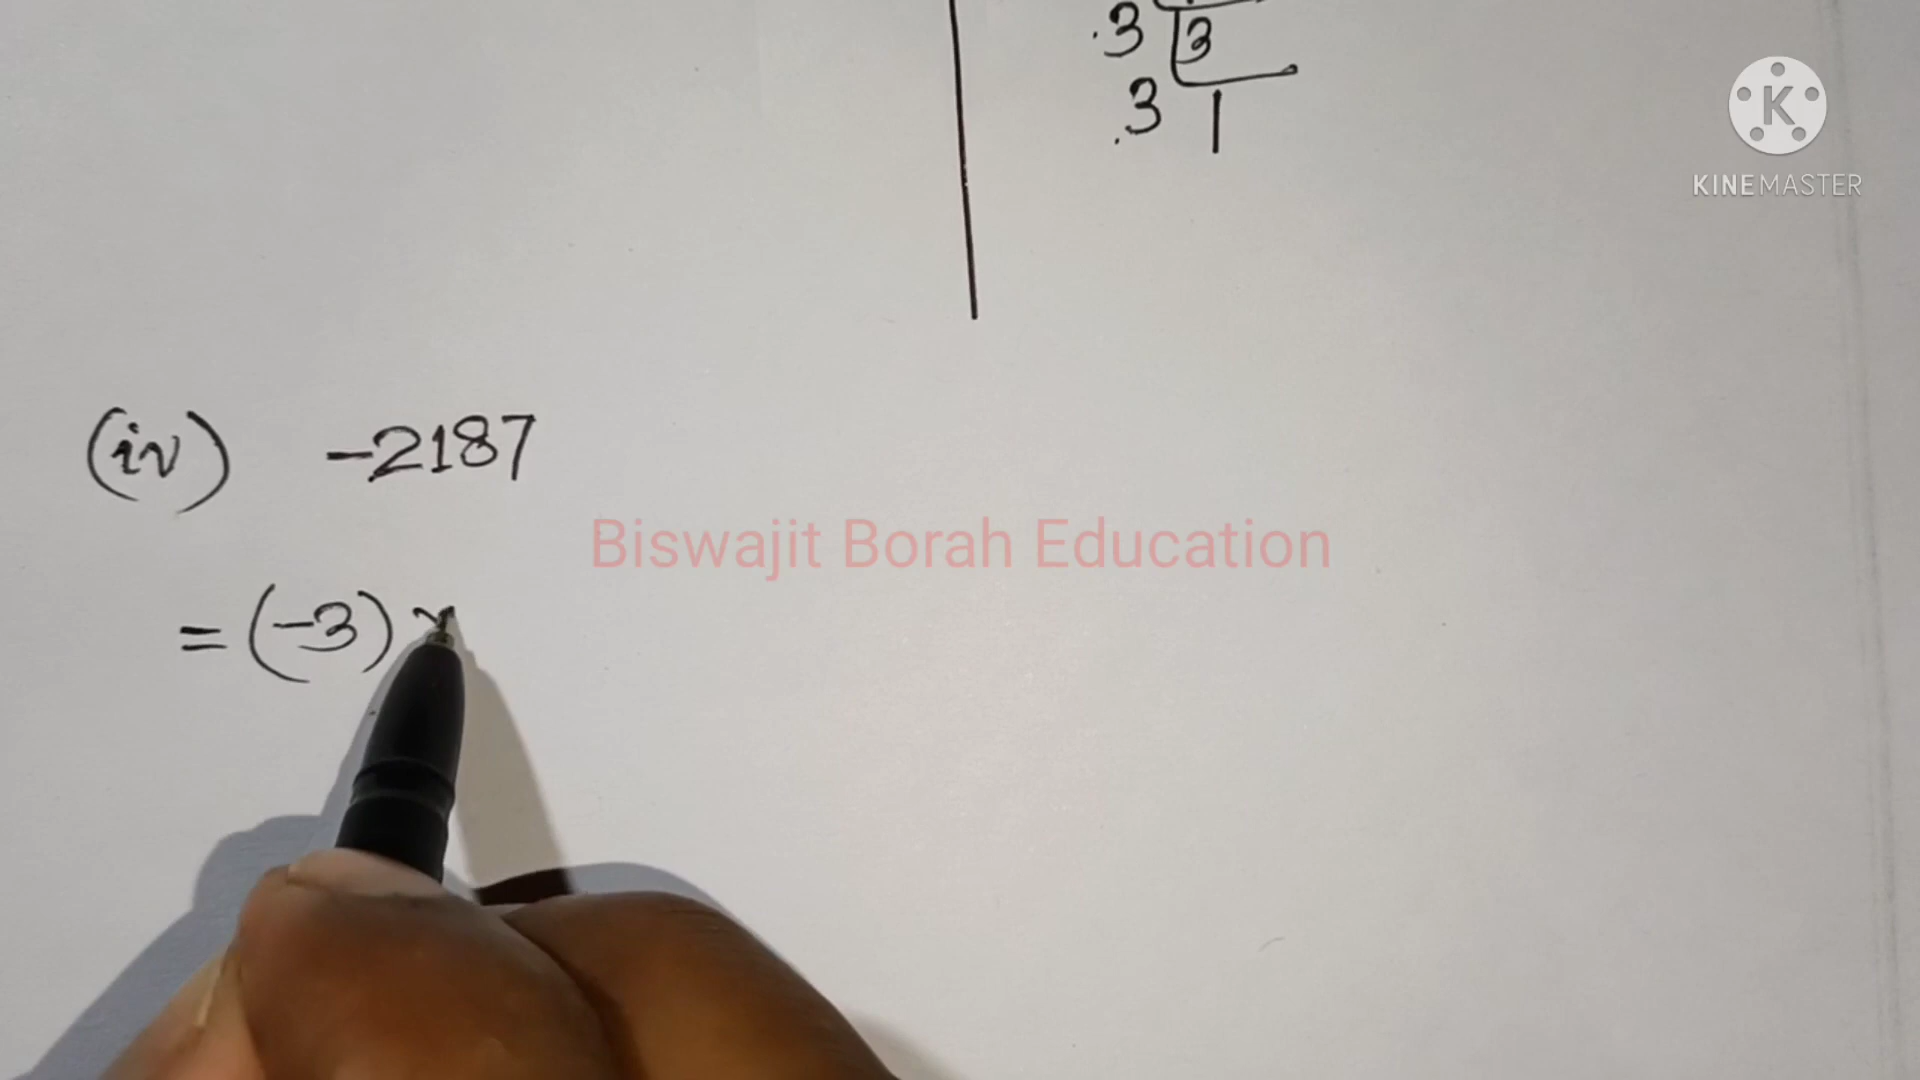 .3 3
.3 1
KINEMASTER
(iv) -2187
Biswajit Borah Education
= (-3) ×